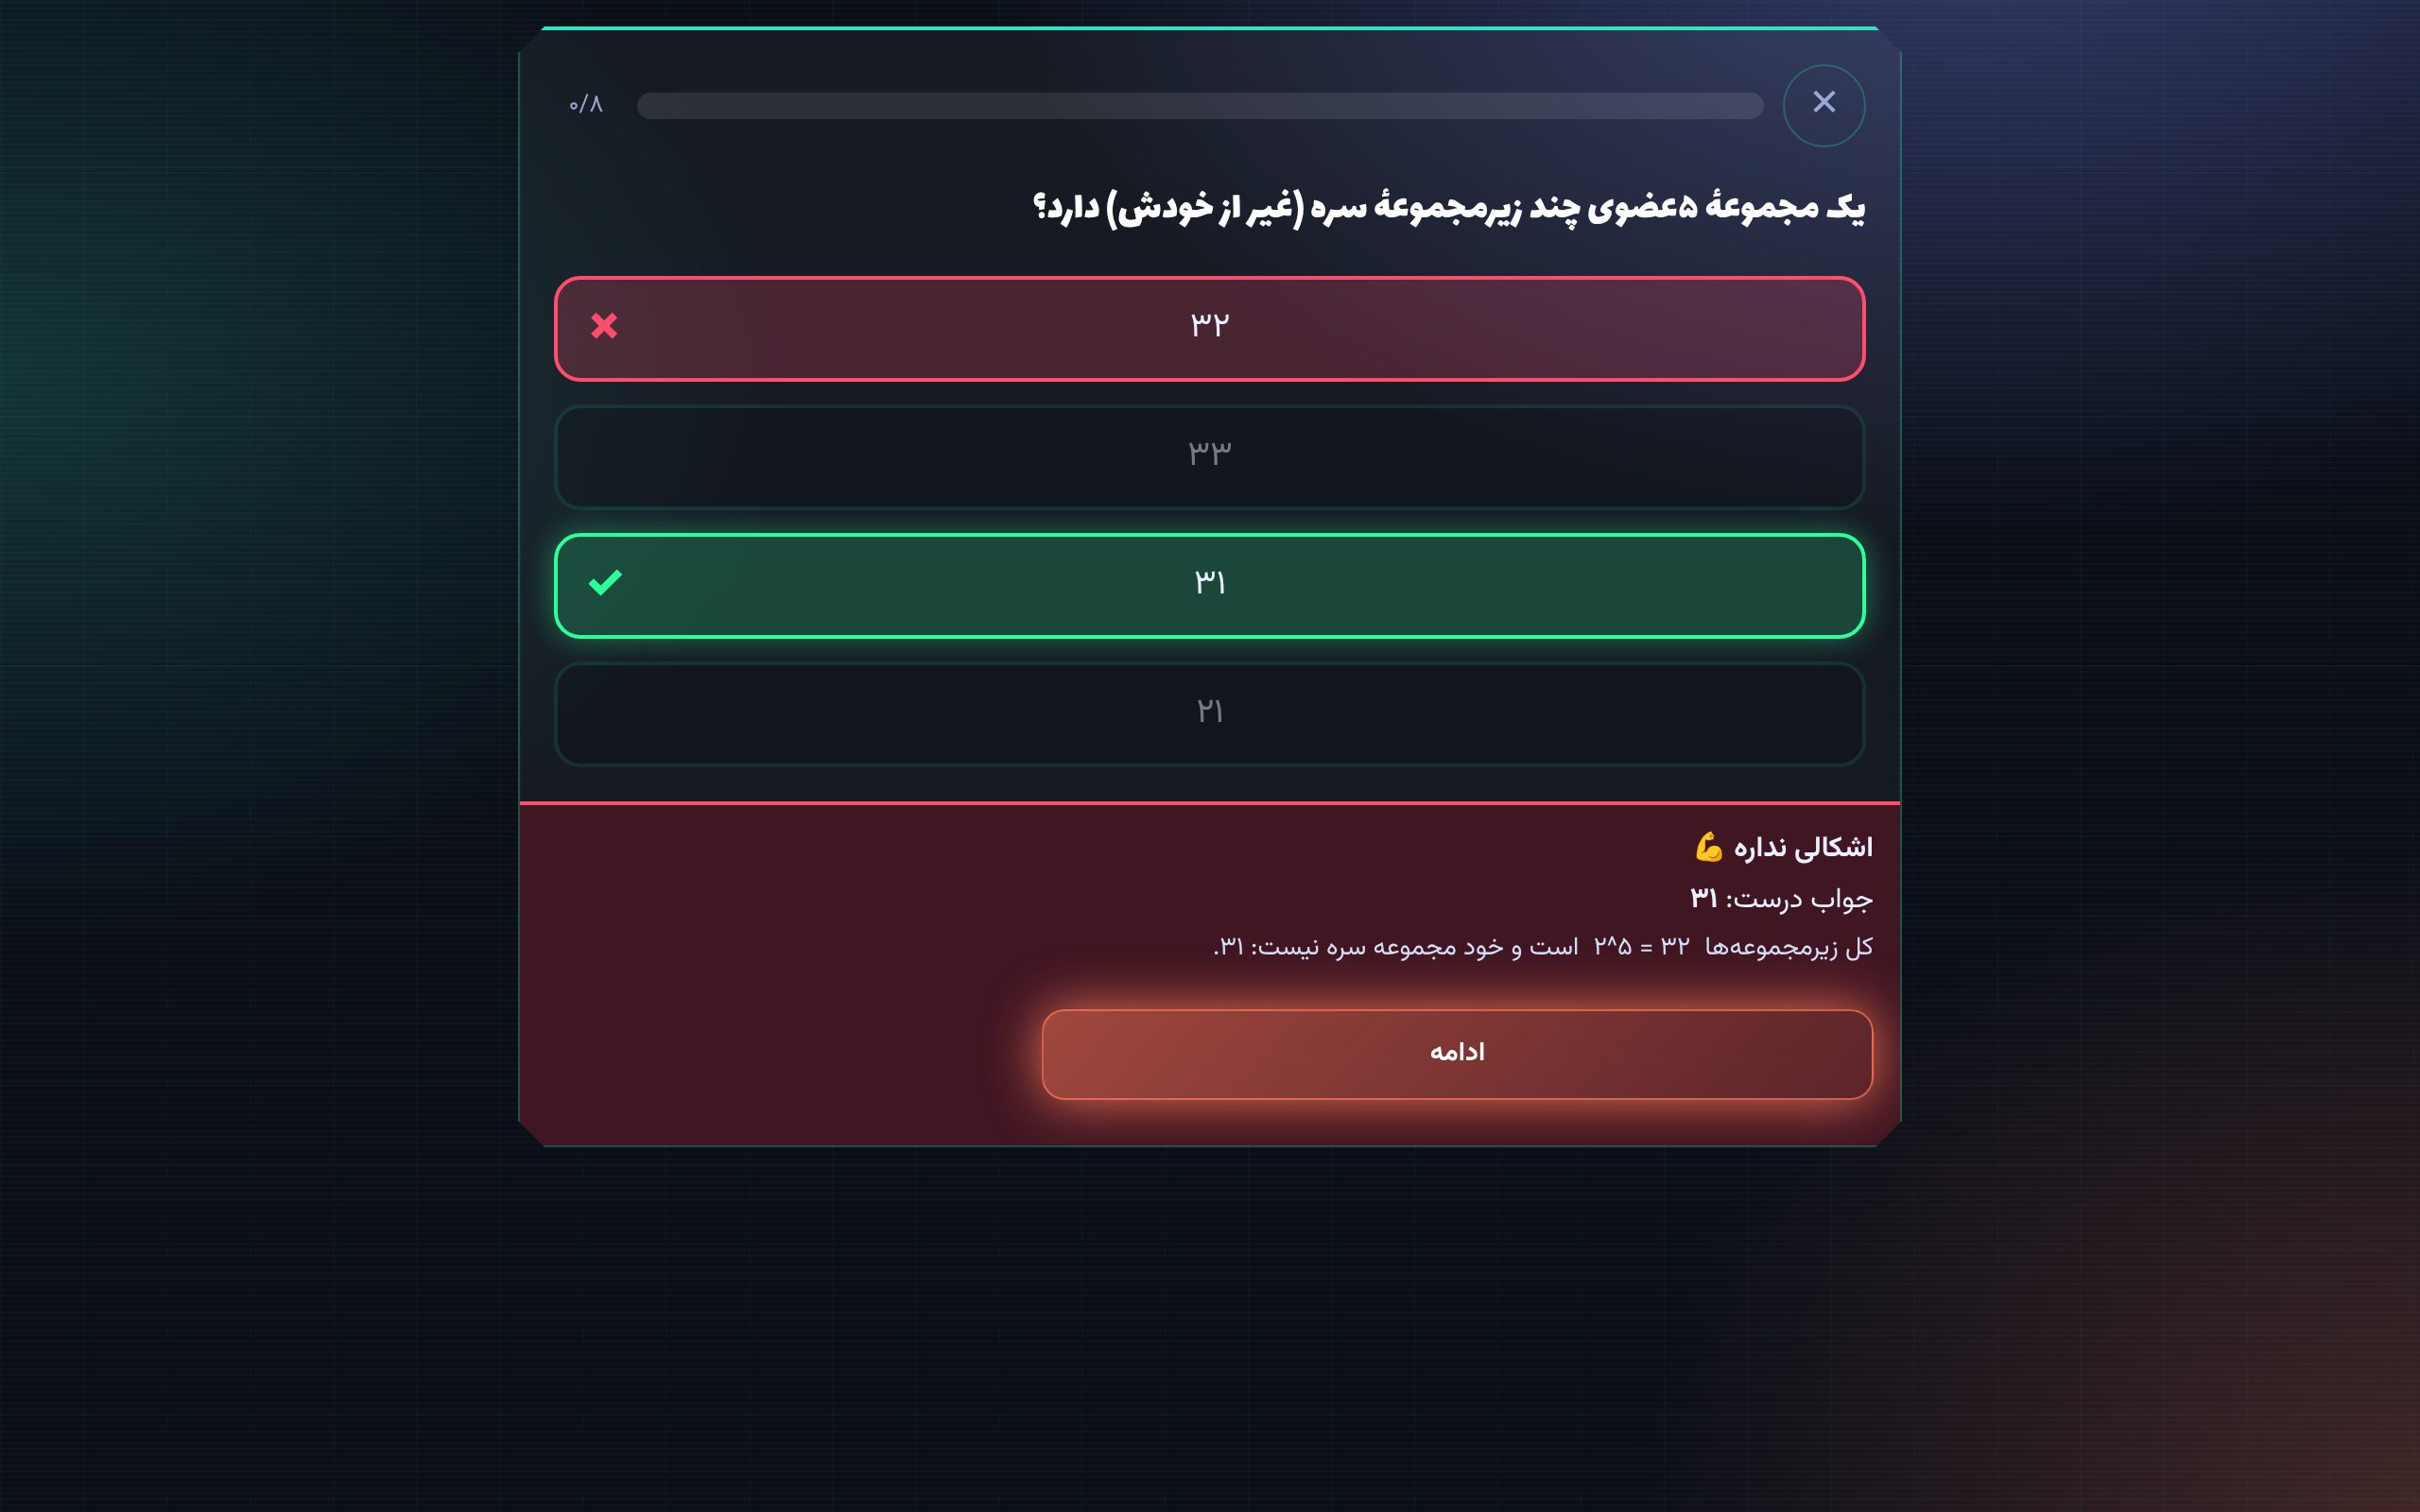 ۰/۸
یک مجموعهٔ ۵عضوی چند زیرمجموعهٔ سره (غیر از خودش) دارد؟
۳۲
۳۳
۳۱
۲۱
اشکالی نداره 💪
جواب درست: ۳۱
کل زیرمجموعه‌ها ۲^۵ = ۳۲ است و خود مجموعه سره نیست: ۳۱.
ادامه